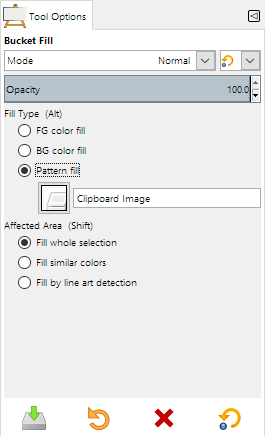 Tool Options
Bucket Fill
Mode Normal
Opacity 100.0
Fill Type (Alt)
FG color fill
BG color fill
Pattern fill
Clipboard Image
Affected Area (Shift)
Fill whole selection
Fill similar colors
Fill by line art detection